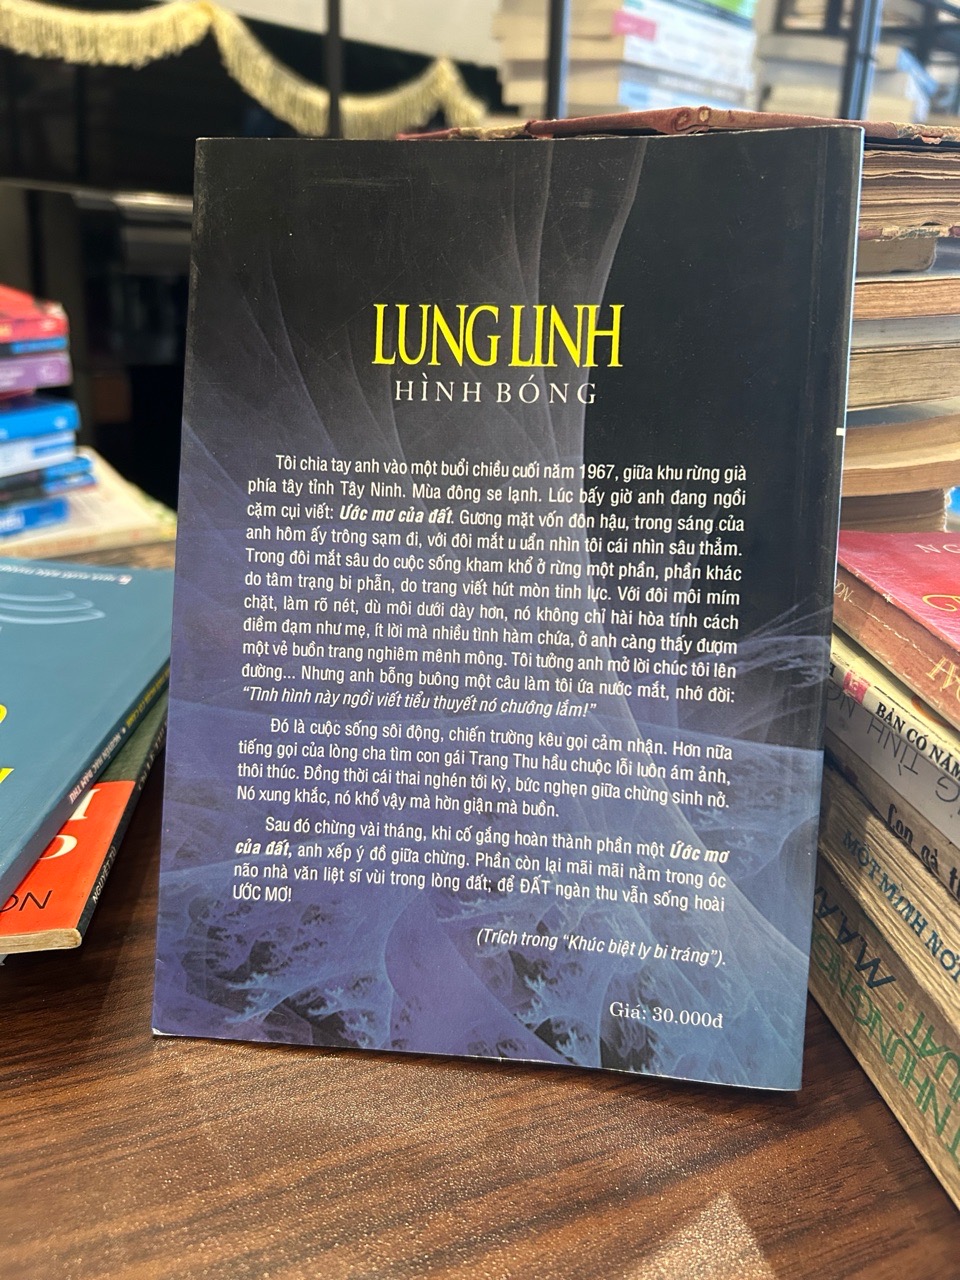 LUNG LINH
HÌNH BÓNG
Tôi chia tay anh vào một buổi chiều cuối năm 1967, giữa khu rừng già
phía tây tỉnh Tây Ninh. Mùa đông se lạnh. Lúc bấy giờ anh đang ngồi
cặm cụi viết: Ước mơ của đất. Gương mặt vốn đôn hậu, trong sáng của
anh hôm ấy trông sạm đi, với đôi mắt u uẩn nhìn tôi cái nhìn sâu thẳm.
Trong đôi mắt sâu do cuộc sống kham khổ ở rừng một phần, phần khác
do tâm trạng bi phẫn, do trang viết hút mòn tinh lực. Với đôi môi mím
chặt, làm rõ nét, dù môi dưới dày hơn, nó không chỉ hài hòa tính cách
điềm đạm như mẹ, ít lời mà nhiều tình hàm chứa, ở anh càng thấy đượm
một vẻ buồn trang nghiêm mênh mông. Tôi tưởng anh mở lời chúc tôi lên
đường... Nhưng anh bỗng buông một câu làm tôi ứa nước mắt, nhớ đời:
“Tình hình này ngồi viết tiểu thuyết nó chướng lắm!”
Đó là cuộc sống sôi động, chiến trường kêu gọi cảm nhận. Hơn nữa
tiếng gọi của lòng cha tìm con gái Trang Thu hầu chuộc lỗi luôn ám ảnh,
thôi thúc. Đồng thời cái thai nghén tới kỳ, bức nghẹn giữa chừng sinh nở.
Nó xung khắc, nó khổ vậy mà hờn giận mà buồn.
Sau đó chừng vài tháng, khi cố gắng hoàn thành phần một Ước mơ
của đất, anh xếp ý đồ giữa chừng. Phần còn lại mãi mãi nằm trong óc
não nhà văn liệt sĩ vùi trong lòng đất; để ĐẤT ngàn thu vẫn sống hoài
ƯỚC MƠ!
(Trích trong “Khúc biệt ly bi tráng”).
Giá: 30.000đ
BẢN CÓ NĂM
Con gà
MỘT MÌNH NƠI